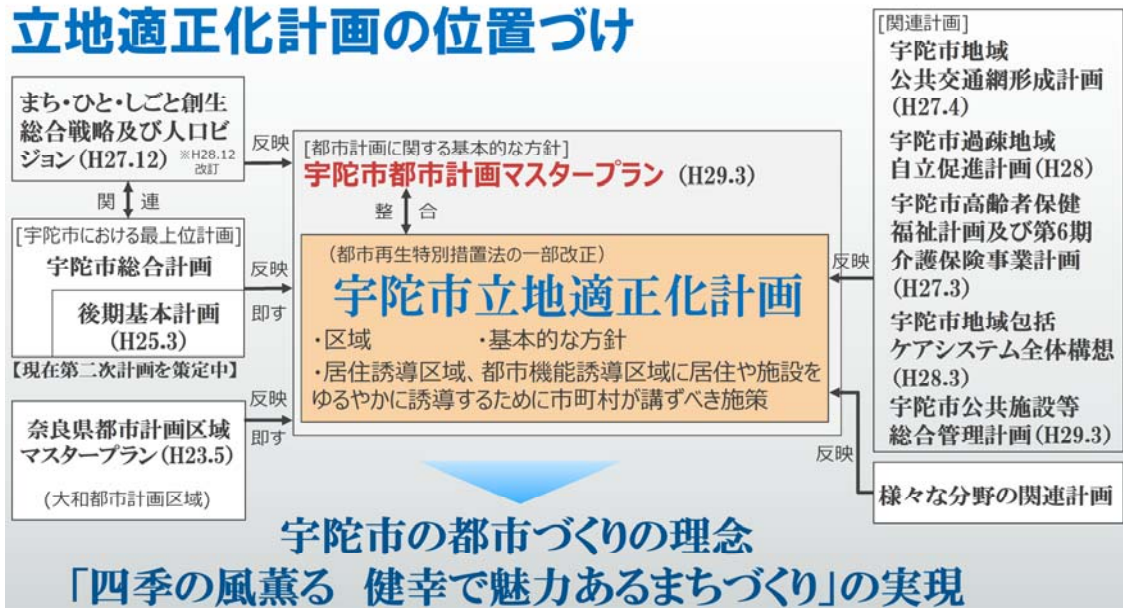 立地適正化計画の位置づけ
まち・ひと・しごと創生
総合戦略及び人口ビ
ジョン(H27.12) ※H28.12
改訂
関 連
[宇陀市における最上位計画]
宇陀市総合計画
後期基本計画
(H25.3)
【現在第二次計画を策定中】
奈良県都市計画区域
マスタープラン(H23.5)
(大和都市計画区域)
反映
反映
即す
反映
即す
[都市計画に関する基本的な方針]
宇陀市都市計画マスタープラン (H29.3)
整 合
(都市再生特別措置法の一部改正)
宇陀市立地適正化計画
・区域 ・基本的な方針
・居住誘導区域、都市機能誘導区域に居住や施設を
ゆるやかに誘導するために市町村が講ずべき施策
反映
反映
[関連計画]
宇陀市地域
公共交通網形成計画
(H27.4)
宇陀市過疎地域
自立促進計画(H28)
宇陀市高齢者保健
福祉計画及び第6期
介護保険事業計画
(H27.3)
宇陀市地域包括
ケアシステム全体構想
(H28.3)
宇陀市公共施設等
総合管理計画(H29.3)
様々な分野の関連計画
宇陀市の都市づくりの理念
「四季の風薫る 健幸で魅力あるまちづくり」の実現